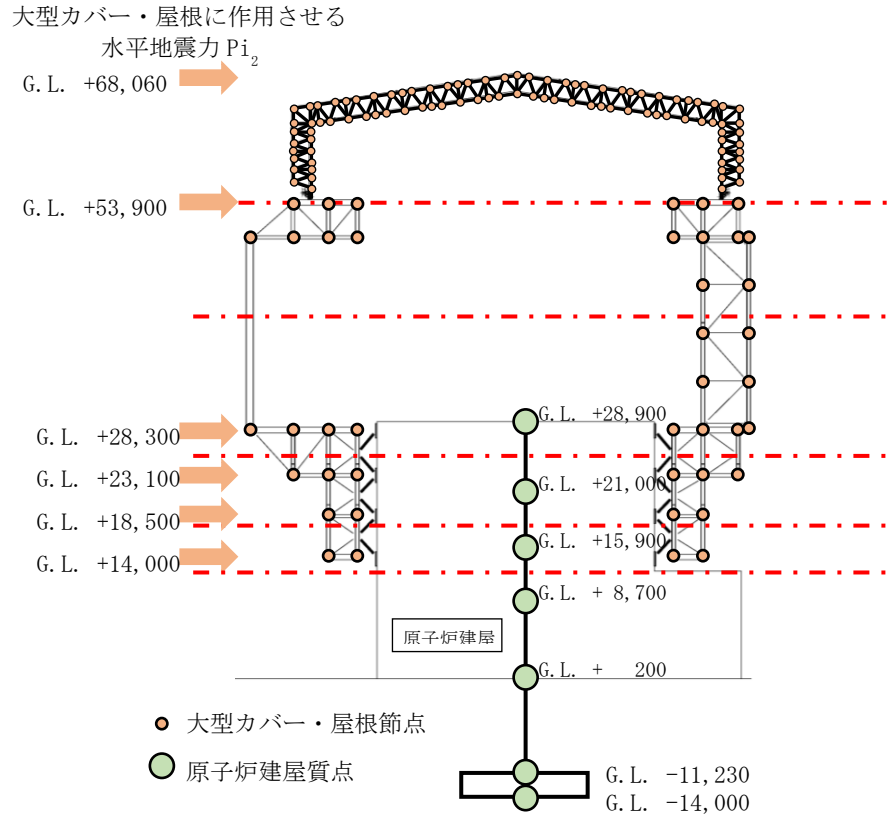 大型カバー・屋根に作用させる
水平地震力 Pi₂
G.L. +68,060
G.L. +53,900
G.L. +28,300
G.L. +23,100
G.L. +18,500
G.L. +14,000
G.L. +28,900
G.L. +21,000
G.L. +15,900
G.L. + 8,700
原子炉建屋
G.L. + 200
大型カバー・屋根節点
原子炉建屋質点
G.L. -11,230
G.L. -14,000